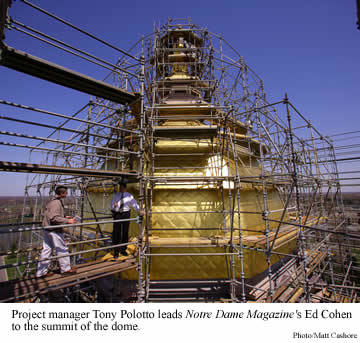 Project manager Tony Polotto leads Notre Dame Magazine's Ed Cohen
to the summit of the dome.
Photo/Matt Cashore